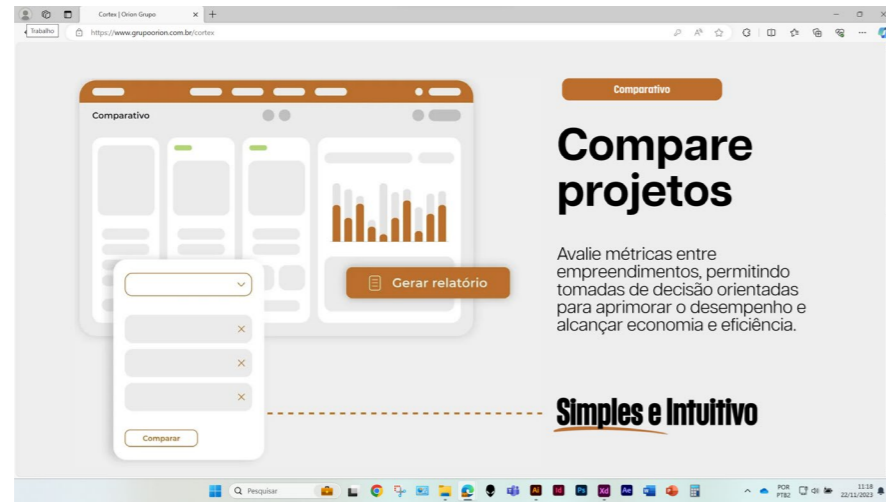 Cortes | Orion Grupo
Trabalho
https://www.grupoorion.com.br/cortes
Comparativo
Comparativo
Compare
projetos
Avalie métricas entre
empreendimentos, permitindo
tomadas de decisão orientadas
para aprimorar o desempenho e
alcançar economia e eficiência.
Gerar relatório
Comparar
Simples e Intuitivo
Pesquisar
POR
PTB2
11:18
22/11/2023